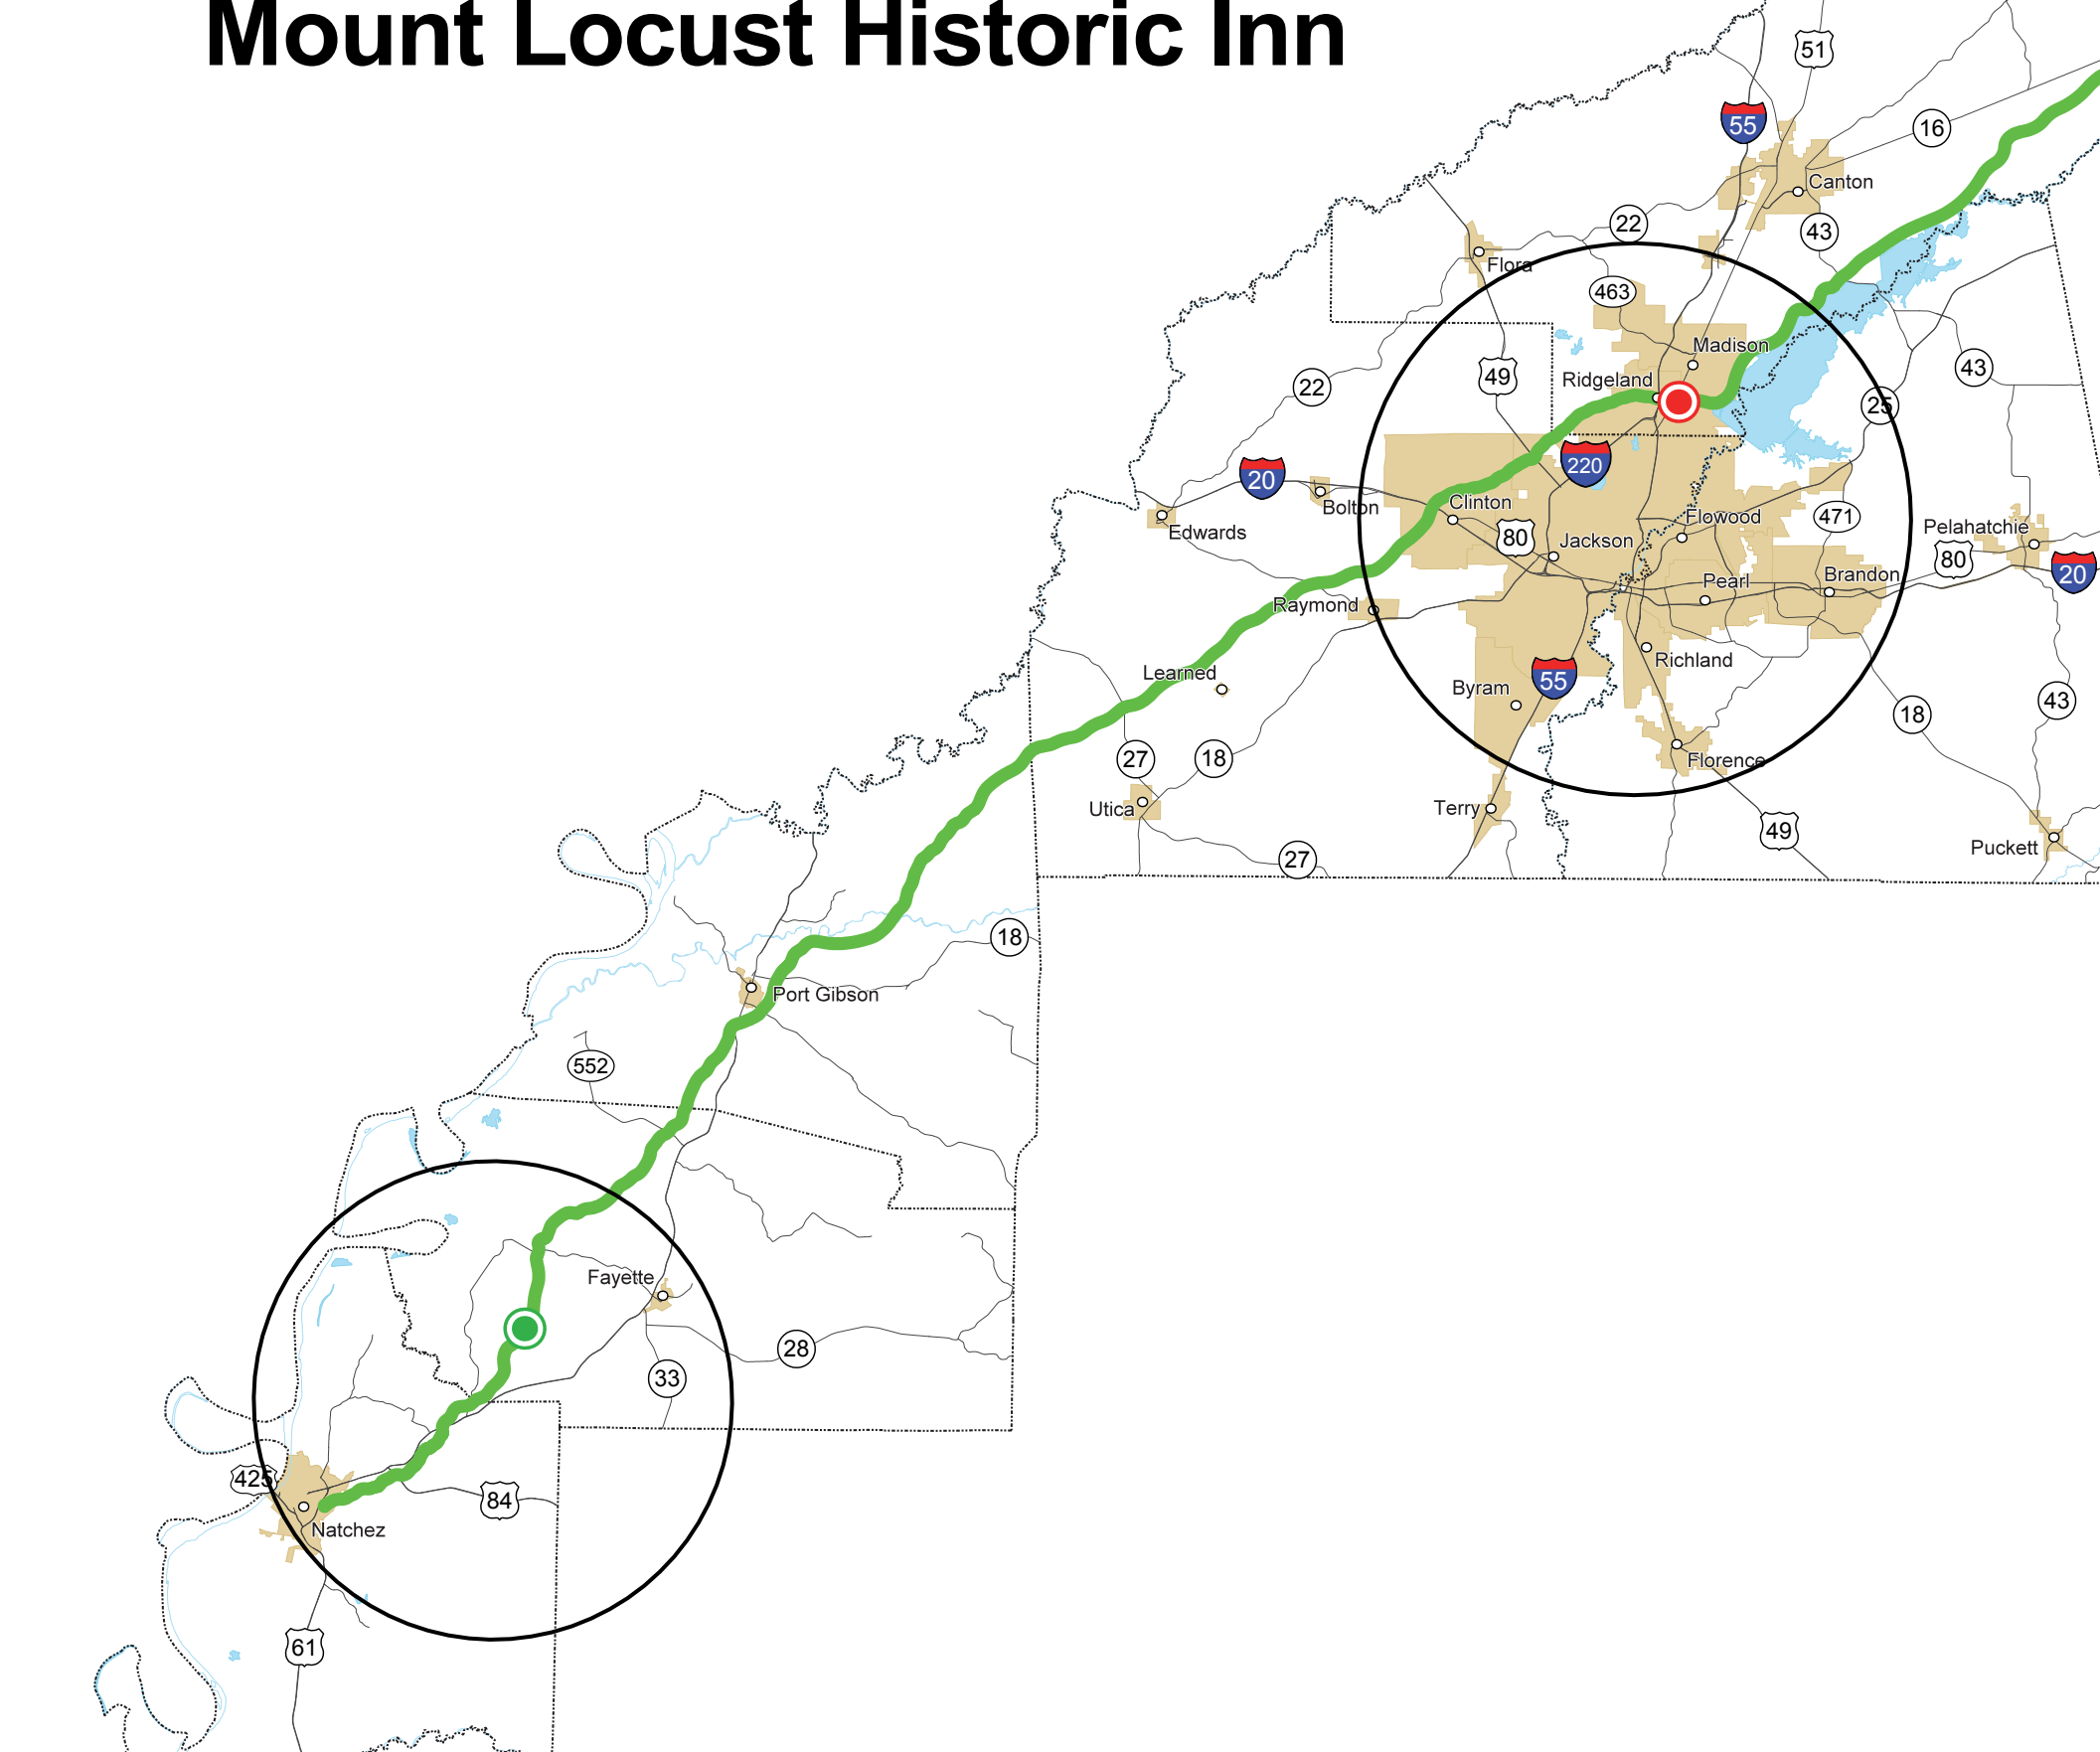 Mount Locust Historic Inn
51
55
16
Canton
22
43
Flora
463
Madison
49
Ridgeland
43
22
25
220
20
Clinton
Bolton
Edwards
80
Flowood
471
Pelahatchie
Jackson
80
20
Pearl
Brandon
Raymond
Learned
Richland
55
Byram
43
18
27
18
Florence
Utica
Terry
49
Puckett
27
18
Port Gibson
552
Fayette
28
33
425
84
Natchez
61